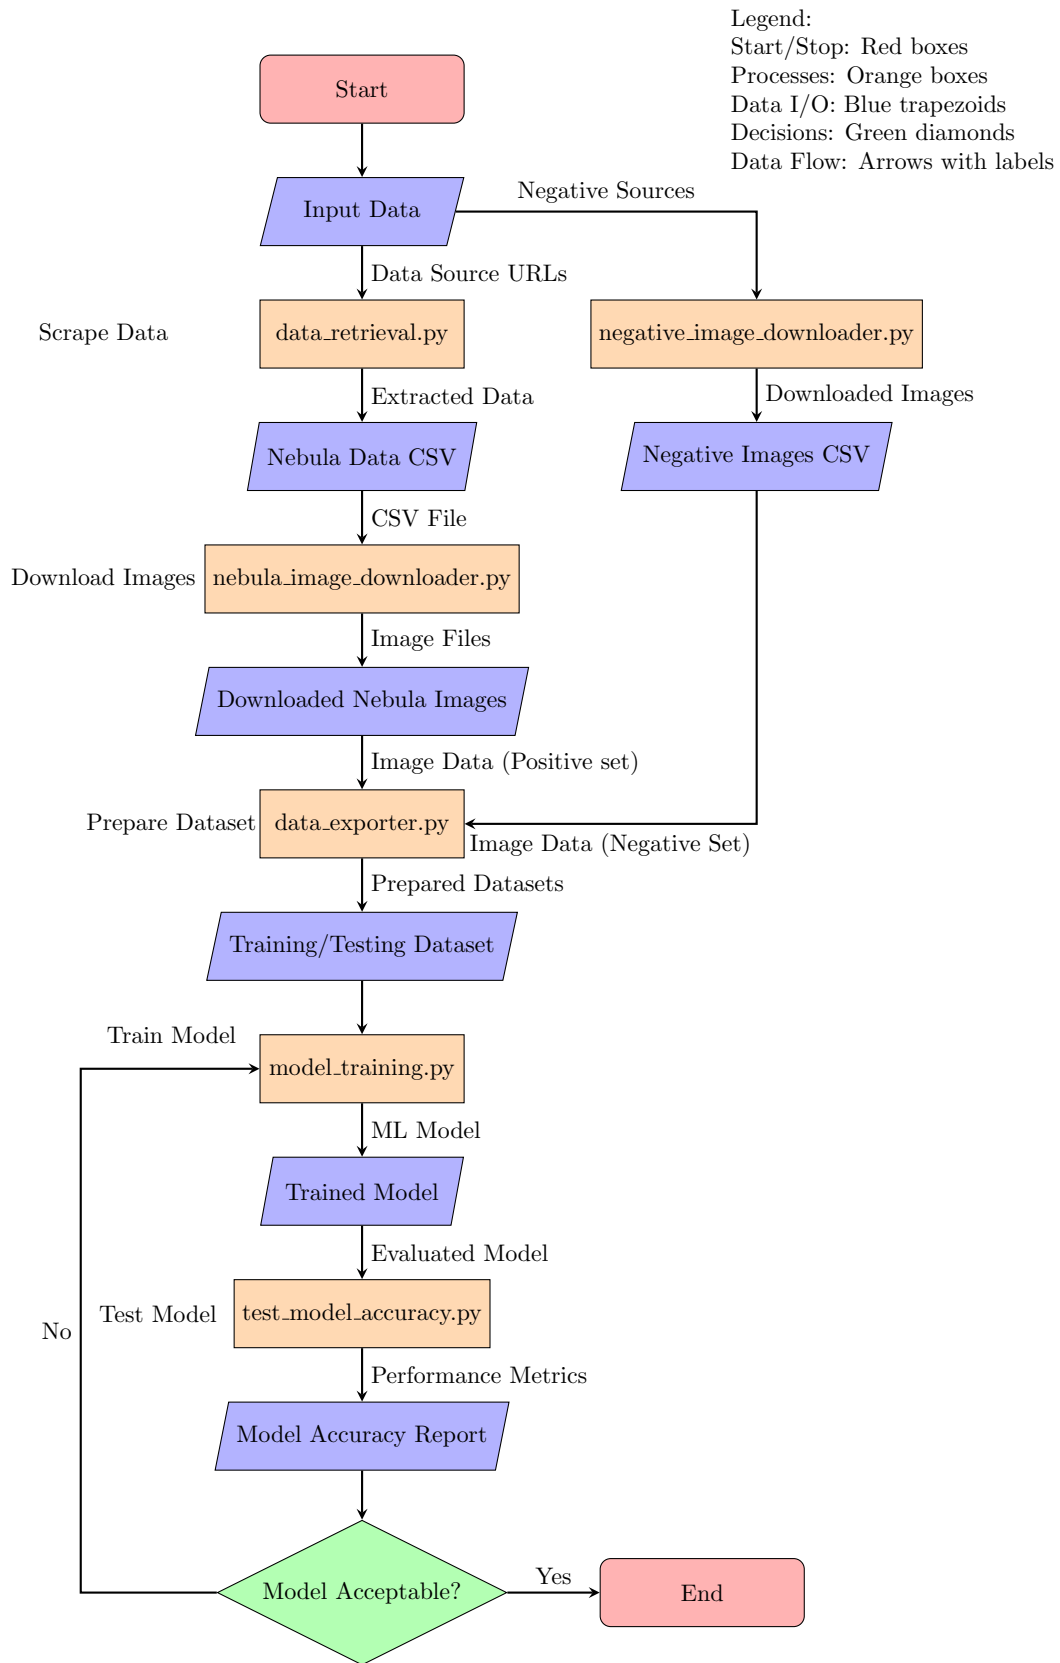 Legend:
Start/Stop: Red boxes
Processes: Orange boxes
Data I/O: Blue trapezoids
Decisions: Green diamonds
Data Flow: Arrows with labels
Start
Input Data
Negative Sources
Data Source URLs
Scrape Data
data_retrieval.py
negative_image_downloader.py
Extracted Data
Downloaded Images
Nebula Data CSV
Negative Images CSV
CSV File
Download Images
nebula_image_downloader.py
Image Files
Downloaded Nebula Images
Image Data (Positive set)
Prepare Dataset
data_exporter.py
Image Data (Negative Set)
Prepared Datasets
Training/Testing Dataset
Train Model
model_training.py
ML Model
Trained Model
Evaluated Model
Test Model
test_model_accuracy.py
No
Performance Metrics
Model Accuracy Report
Model Acceptable?
Yes
End